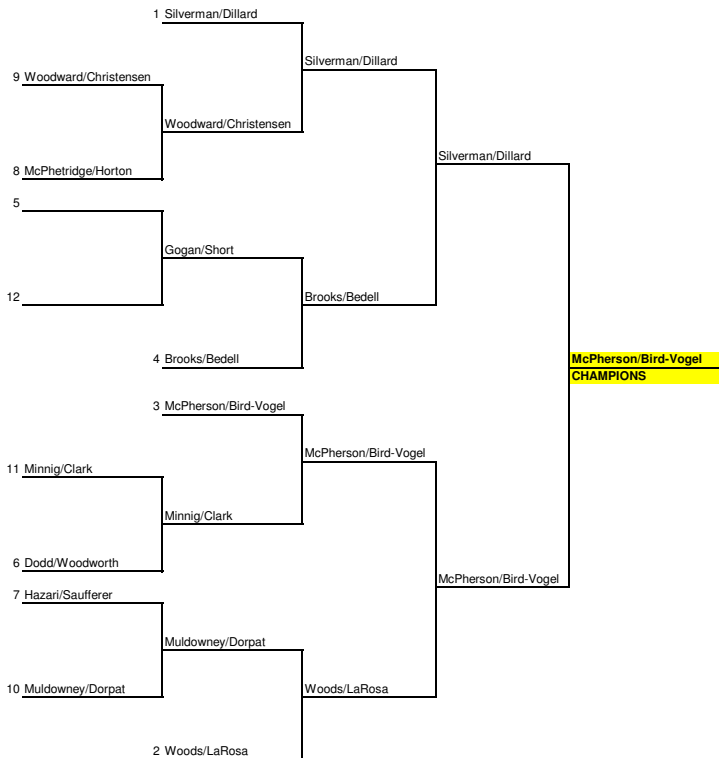 1 Silverman/Dillard
Silverman/Dillard
9 Woodward/Christensen
Woodward/Christensen
Silverman/Dillard
8 McPhetridge/Horton
5
Gogan/Short
12
Brooks/Bedell
4 Brooks/Bedell
McPherson/Bird-Vogel
CHAMPIONS
3 McPherson/Bird-Vogel
McPherson/Bird-Vogel
11 Minnig/Clark
Minnig/Clark
6 Dodd/Woodworth
McPherson/Bird-Vogel
7 Hazari/Saufferer
Muldowney/Dorpat
10 Muldowney/Dorpat
Woods/LaRosa
2 Woods/LaRosa